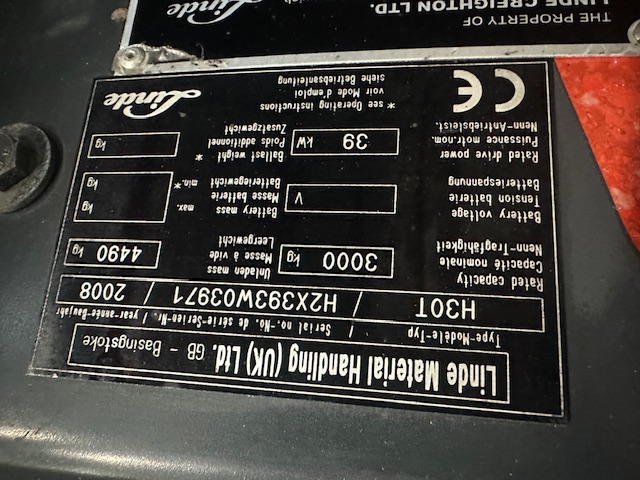 Linde Material Handling (UK) Ltd. GB - Basingstoke
Type-Modèle-Typ / Serial no.-No. de série-Serien-Nr. / year-année-Baujahr
H30T / H2X393W03971 / 2008
Rated capacity
Capacité nominale
Nenn-Tragfähigkeit
3000 kg
Unladen mass
Masse à vide
Leergewicht
4490 kg
Battery voltage
Tension batterie
Batteriespannung
V
Battery mass
Masse batterie
Batteriegewicht
* max. kg
min. kg
Rated drive power
Puissance motr.nom.
Nenn-Antriebsleist.
39 kW
Ballast weight
Poids additionnel
Zusatzgewicht
* kg
CE
* see Operating instructions
voir Mode d'emploi
siehe Betriebsanleitung
Linde
THE PROPERTY OF
LINDE CREIGHTON LTD.
Linde